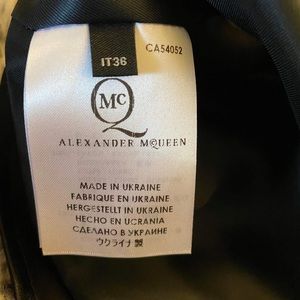 IT36
CA54052
McQ
ALEXANDER McQUEEN
MADE IN UKRAINE
FABRIQUE EN UKRAINE
HERGESTELLT IN UKRAINE
HECHO EN UCRANIA
СДЕЛАНО В УКРАИНЕ
ウクライナ製